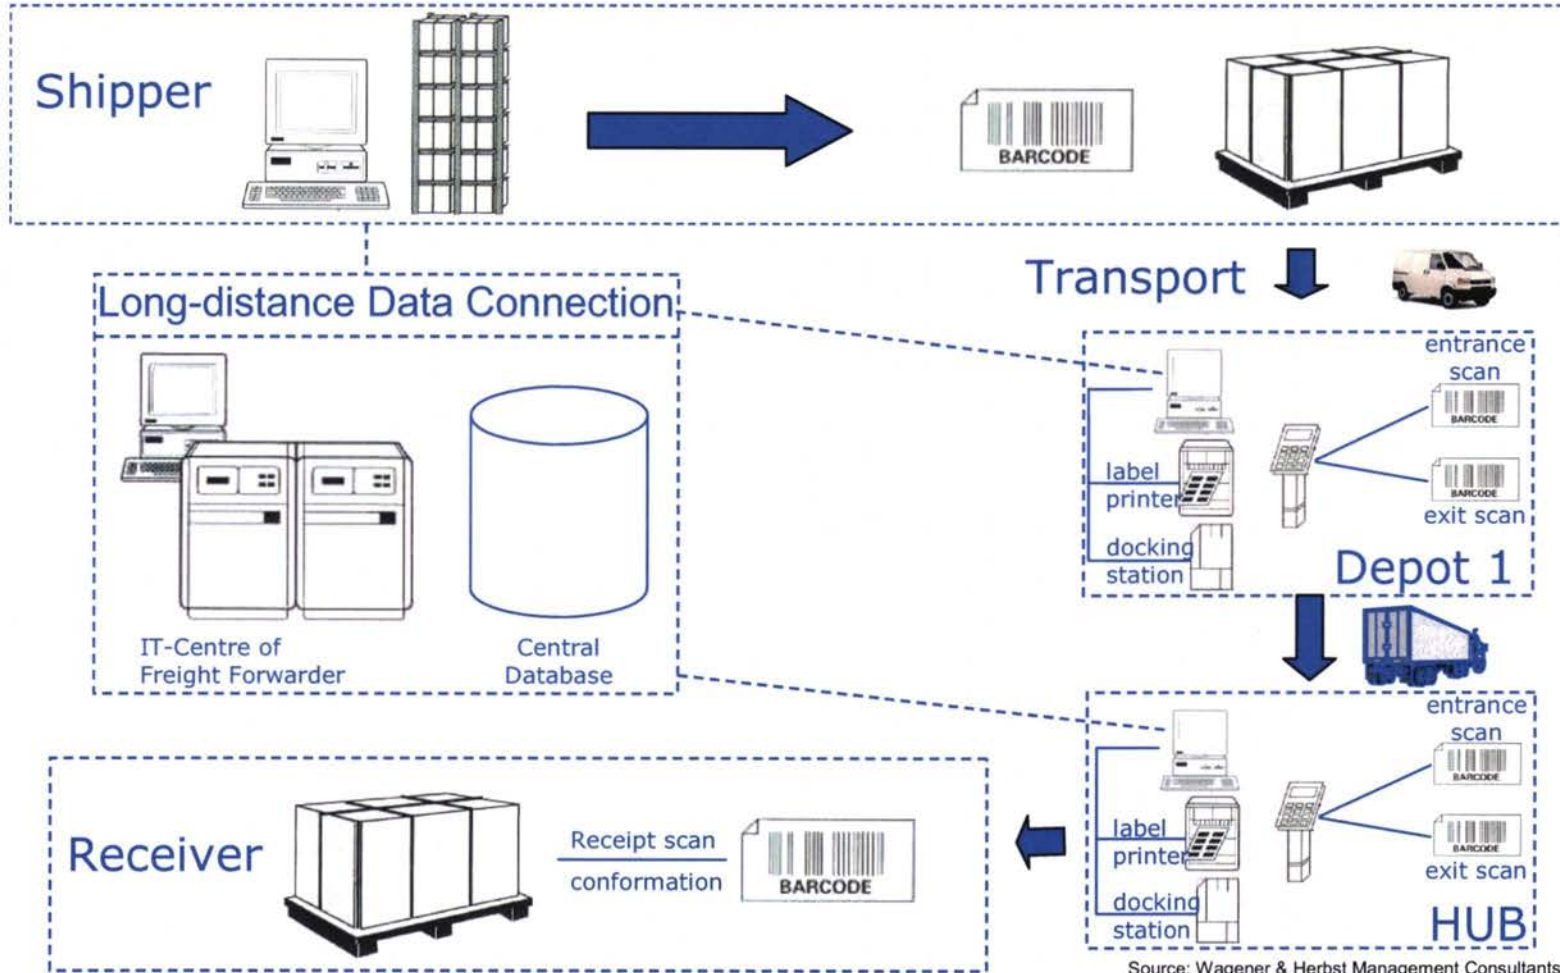 Shipper
BARCODE
Transport
Long-distance Data Connection
entrance
scan
BARCODE
label
printer
BARCODE
exit scan
docking
station
Depot 1
IT-Centre of
Freight Forwarder
Central
Database
entrance
scan
BARCODE
label
printer
BARCODE
exit scan
docking
station
HUB
Receiver
Receipt scan
conformation
BARCODE
Source: Wagener & Herbst Management Consultants